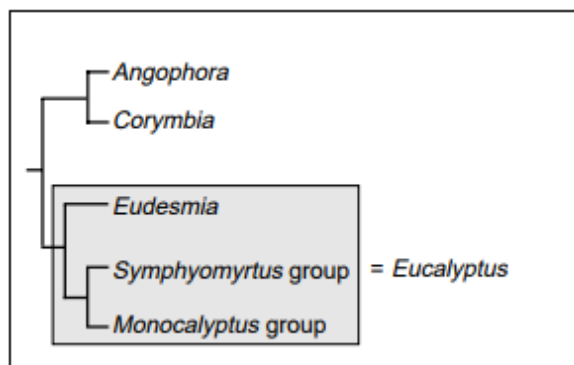 Angophora
Corymbia
Eudesmia
Symphyomyrtus group = Eucalyptus
Monocalyptus group